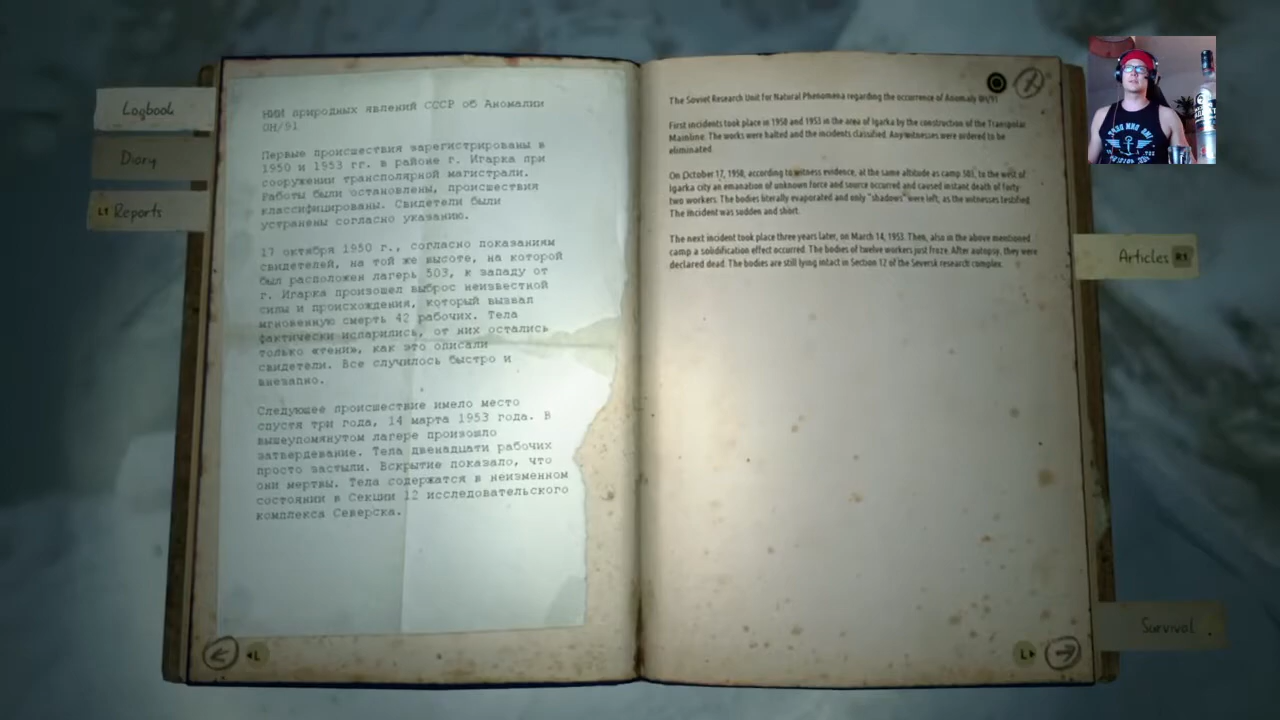 Logbook
Diary
L1 Reports
НИИ природных явлений СССР об Аномалии
ОН/91
Первые происшествия зарегистрированы в
1950 и 1953 гг. в районе г. Игарка при
сооружении трансполярной магистрали.
Работы были остановлены, происшествия
классифицированы. Свидетели были
устранены согласно указанию.
17 октября 1950 г., согласно показаниям
свидетелей, на той же высоте, на которой
был расположен лагерь 503, к западу от
г. Игарка произошел выброс неизвестной
силы и происхождения, который вызвал
мгновенную смерть 42 рабочих. Тела
фактически испарились, от них остались
только «тени», как это описали
свидетели. Все случилось быстро и
внезапно.
Следующее происшествие имело место
спустя три года, 14 марта 1953 года. В
вышеупомянутом лагере произошло
затвердевание. Тела двенадцати рабочих
просто застыли. Вскрытие показало, что
они мертвы. Тела содержатся в неизменном
состоянии в Секции 12 исследовательского
комплекса Северска.
L
The Soviet Research Unit for Natural Phenomena regarding the occurrence of Anomaly
First incidents took place in 1950 and 1953 in the area of Igarka by the construction of the Transpolar
Mainline. The works were halted and the incidents classified. Any witnesses were ordered to be
eliminated.
On October 17, 1950, according to witness evidence, at the same altitude as camp 503, to the west of
Igarka city an emanation of unknown force and source occurred and caused instant death of forty
two workers. The bodies literally evaporated and only "shadows" were left, as the witnesses testified.
The incident was sudden and short.
The next incident took place three years later, on March 14, 1953. Then, also in the above mentioned
camp a solidification effect occurred. The bodies of twelve workers just froze. After autopsy, they were
declared dead. The bodies are still lying intact in Section 12 of the Seversk research complex.
L
Articles R1
Survival